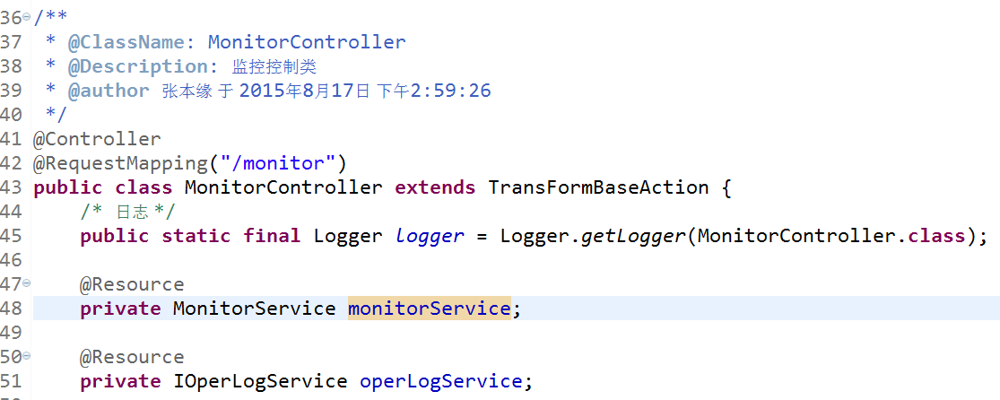 36 /**
37  * @ClassName: MonitorController
38  * @Description: 监控控制类
39  * @author 张本缘 于 2015年8月17日 下午2:59:26
40  */
41 @Controller
42 @RequestMapping("/monitor")
43 public class MonitorController extends TransFormBaseAction {
44     /* 日志 */
45     public static final Logger logger = Logger.getLogger(MonitorController.class);
46
47     @Resource
48     private MonitorService monitorService;
49
50     @Resource
51     private IOperLogService operLogService;